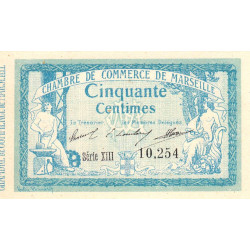 CHAMBRE DE COMMERCE DE MARSEILLE
Cinquante
Centimes
Le Trésorier Les Membres Délégués
Série XIII 10,254